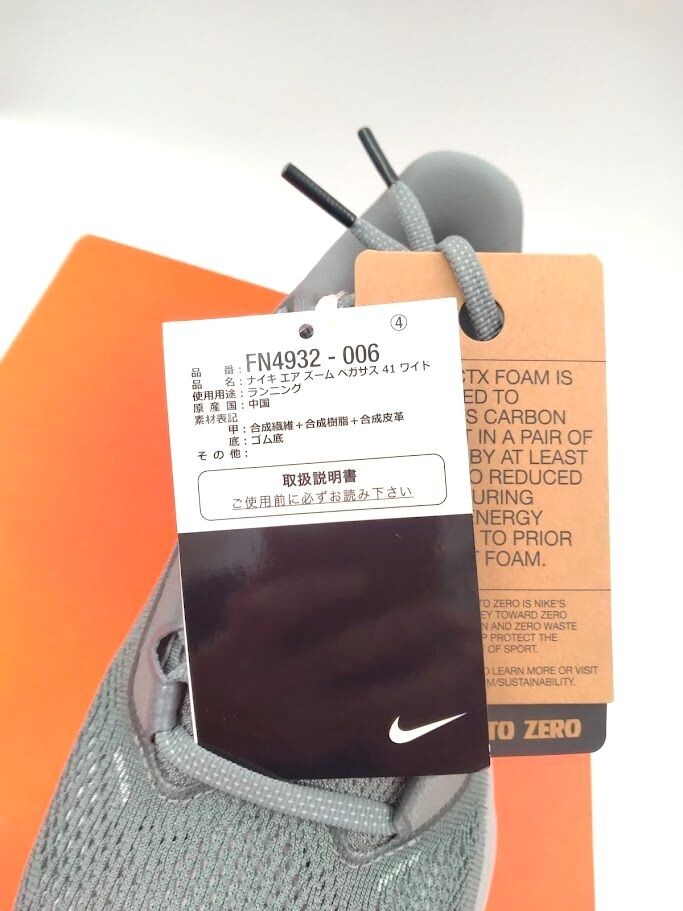 ④
品 番：FN4932 - 006
品 名：ナイキ エア ズーム ペガサス 41 ワイド
使用用途：ランニング
原 産 国：中国
素材表記
甲：合成繊維＋合成樹脂＋合成皮革
底：ゴム底
そ の 他：
取扱説明書
ご使用前に必ずお読み下さい
FOAM IS
TO
CARBON
IN A PAIR OF
BY AT LEAST
REDUCED
ENERGY
TO PRIOR
FOAM.
TO ZERO IS NIKE'S
TOWARD ZERO
AND ZERO WASTE
PROTECT THE
OF SPORT.
LEARN MORE OR VISIT
/SUSTAINABILITY.
TO ZERO